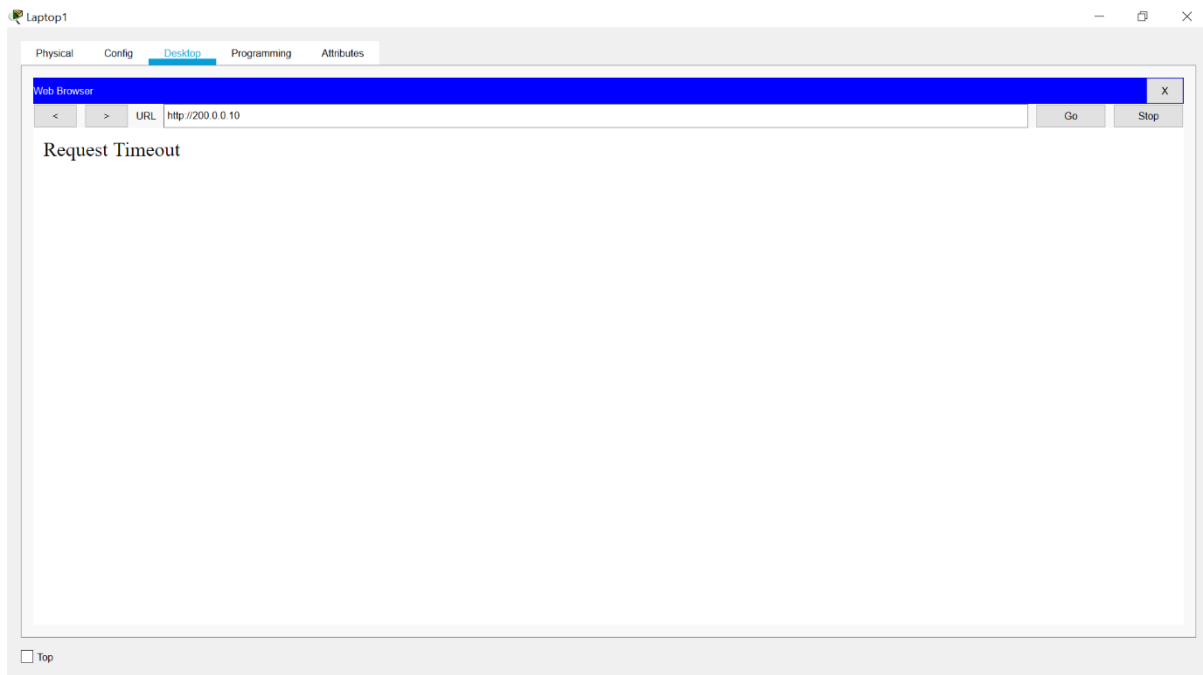 Laptop1
Physical Config Desktop Programming Attributes
Web Browser X
< > URL http://200.0.0.10 Go Stop
Request Timeout
Top